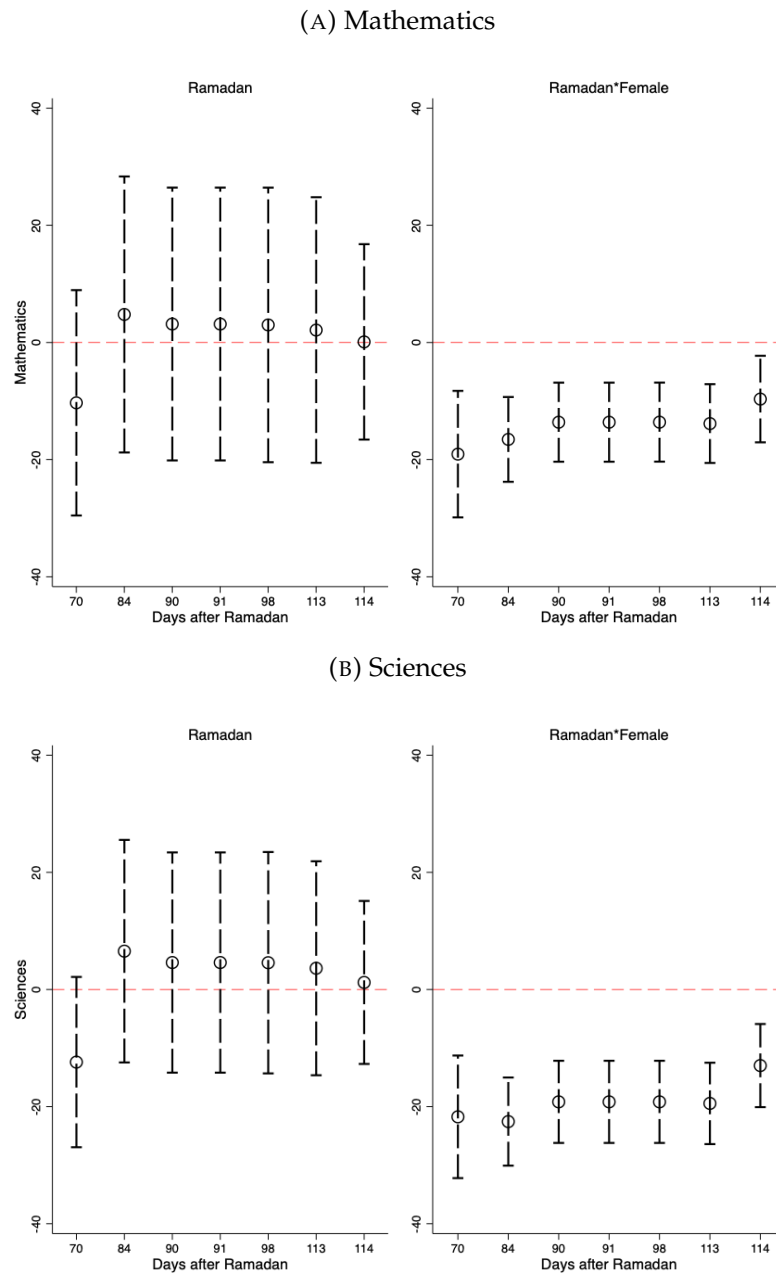 (A) Mathematics
Ramadan
Ramadan*Female
Mathematics
40
20
0
-20
-40
70 84 90 91 98 113 114
Days after Ramadan
40
20
0
-20
-40
70 84 90 91 98 113 114
Days after Ramadan
(B) Sciences
Ramadan
Ramadan*Female
Sciences
40
20
0
-20
-40
70 84 90 91 98 113 114
Days after Ramadan
40
20
0
-20
-40
70 84 90 91 98 113 114
Days after Ramadan